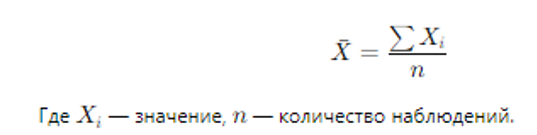 X̄ = ∑ Xᵢ / n
Где Xᵢ — значение, n — количество наблюдений.